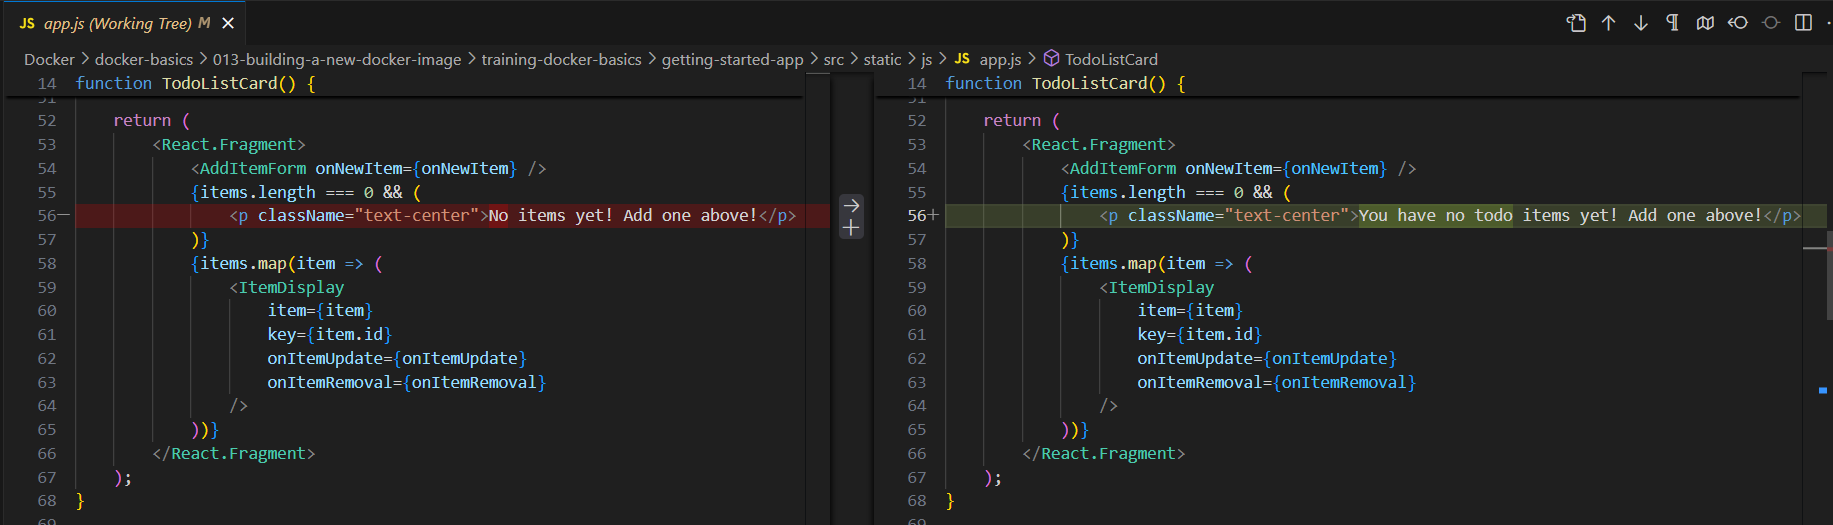 JS app.js (Working Tree) M
Docker > docker-basics > 013-building-a-new-docker-image > training-docker-basics > getting-started-app > src > static > js > JS app.js > TodoListCard
14 function TodoListCard() {
51
52 return (
53 <React.Fragment>
54 <AddItemForm onNewItem={onNewItem} />
55 {items.length === 0 && (
56— <p className="text-center">No items yet! Add one above!</p>
57 )}
58 {items.map(item => (
59 <ItemDisplay
60 item={item}
61 key={item.id}
62 onItemUpdate={onItemUpdate}
63 onItemRemoval={onItemRemoval}
64 />
65 ))}
66 </React.Fragment>
67 );
68 }
69
14 function TodoListCard() {
51
52 return (
53 <React.Fragment>
54 <AddItemForm onNewItem={onNewItem} />
55 {items.length === 0 && (
56+ <p className="text-center">You have no todo items yet! Add one above!</p>
57 )}
58 {items.map(item => (
59 <ItemDisplay
60 item={item}
61 key={item.id}
62 onItemUpdate={onItemUpdate}
63 onItemRemoval={onItemRemoval}
64 />
65 ))}
66 </React.Fragment>
67 );
68 }
69